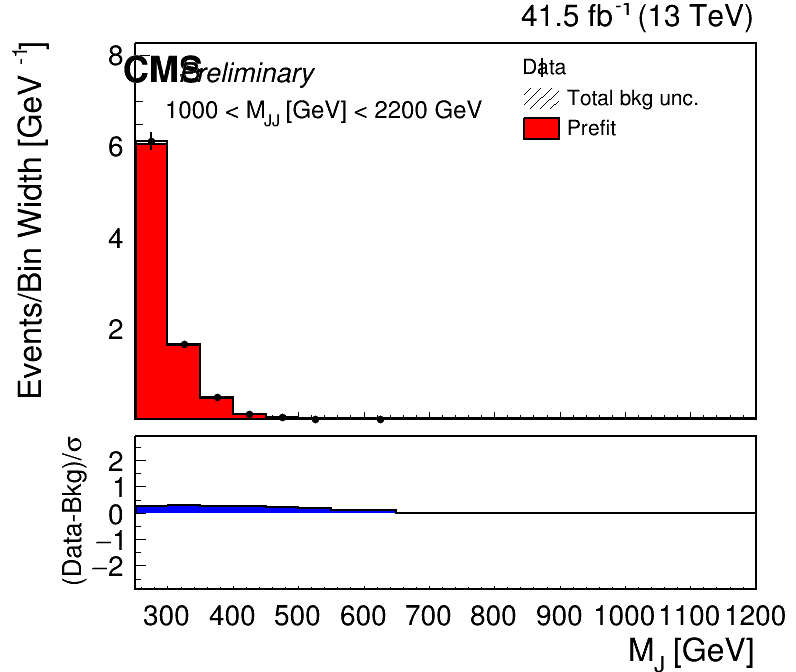 41.5 fb-1 (13 TeV)
CMS Preliminary
1000 < MJJ [GeV] < 2200 GeV
Data
Total bkg unc.
Prefit
Events/Bin Width [GeV-1]
8
6
4
2
(Data-Bkg)/σ
2
1
0
−1
−2
300 400 500 600 700 800 900 1000 1100 1200
MJ [GeV]